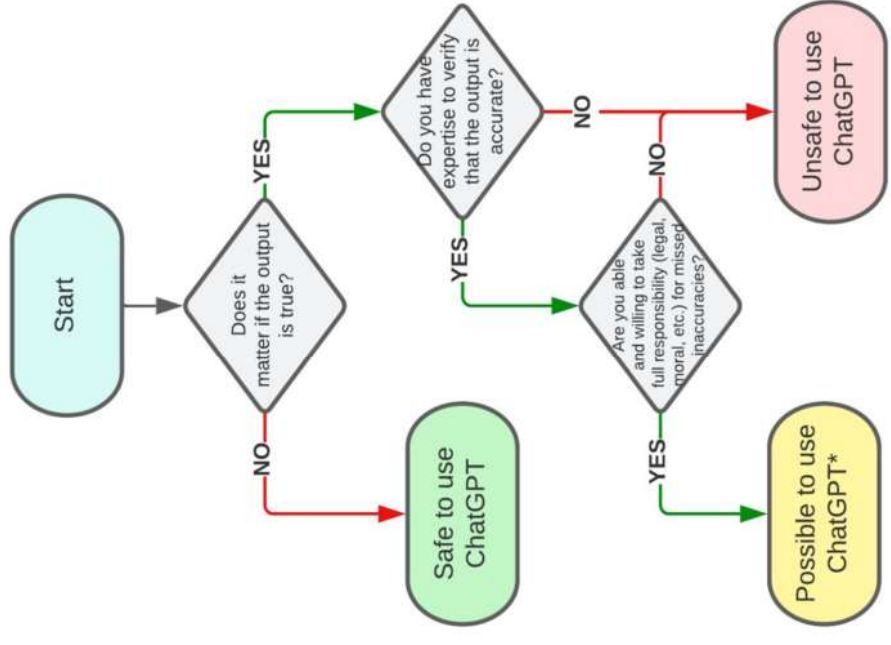 Start
Does it
matter if the output
is true?
NO
YES
Safe to use
ChatGPT
Do you have
expertise to verify
that the output is
accurate?
YES
NO
Are you able
and willing to take
full responsibility (legal,
moral, etc.) for missed
inaccuracies?
YES
NO
Possible to use
ChatGPT*
Unsafe to use
ChatGPT